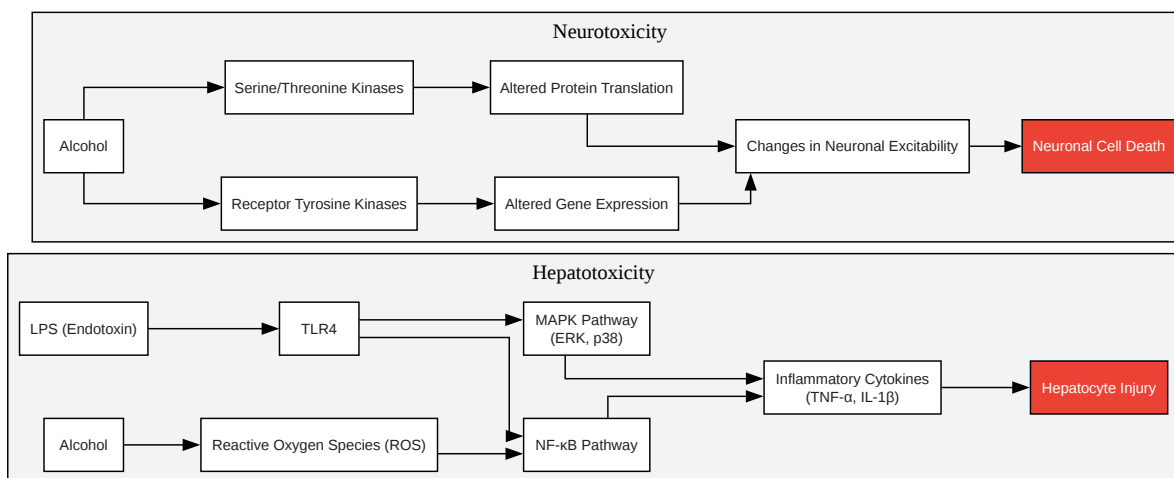 Neurotoxicity
Serine/Threonine Kinases
Altered Protein Translation
Alcohol
Changes in Neuronal Excitability
Neuronal Cell Death
Receptor Tyrosine Kinases
Altered Gene Expression
Hepatotoxicity
LPS (Endotoxin)
TLR4
MAPK Pathway
(ERK, p38)
Inflammatory Cytokines
(TNF-α, IL-1β)
Hepatocyte Injury
Alcohol
Reactive Oxygen Species (ROS)
NF-κB Pathway